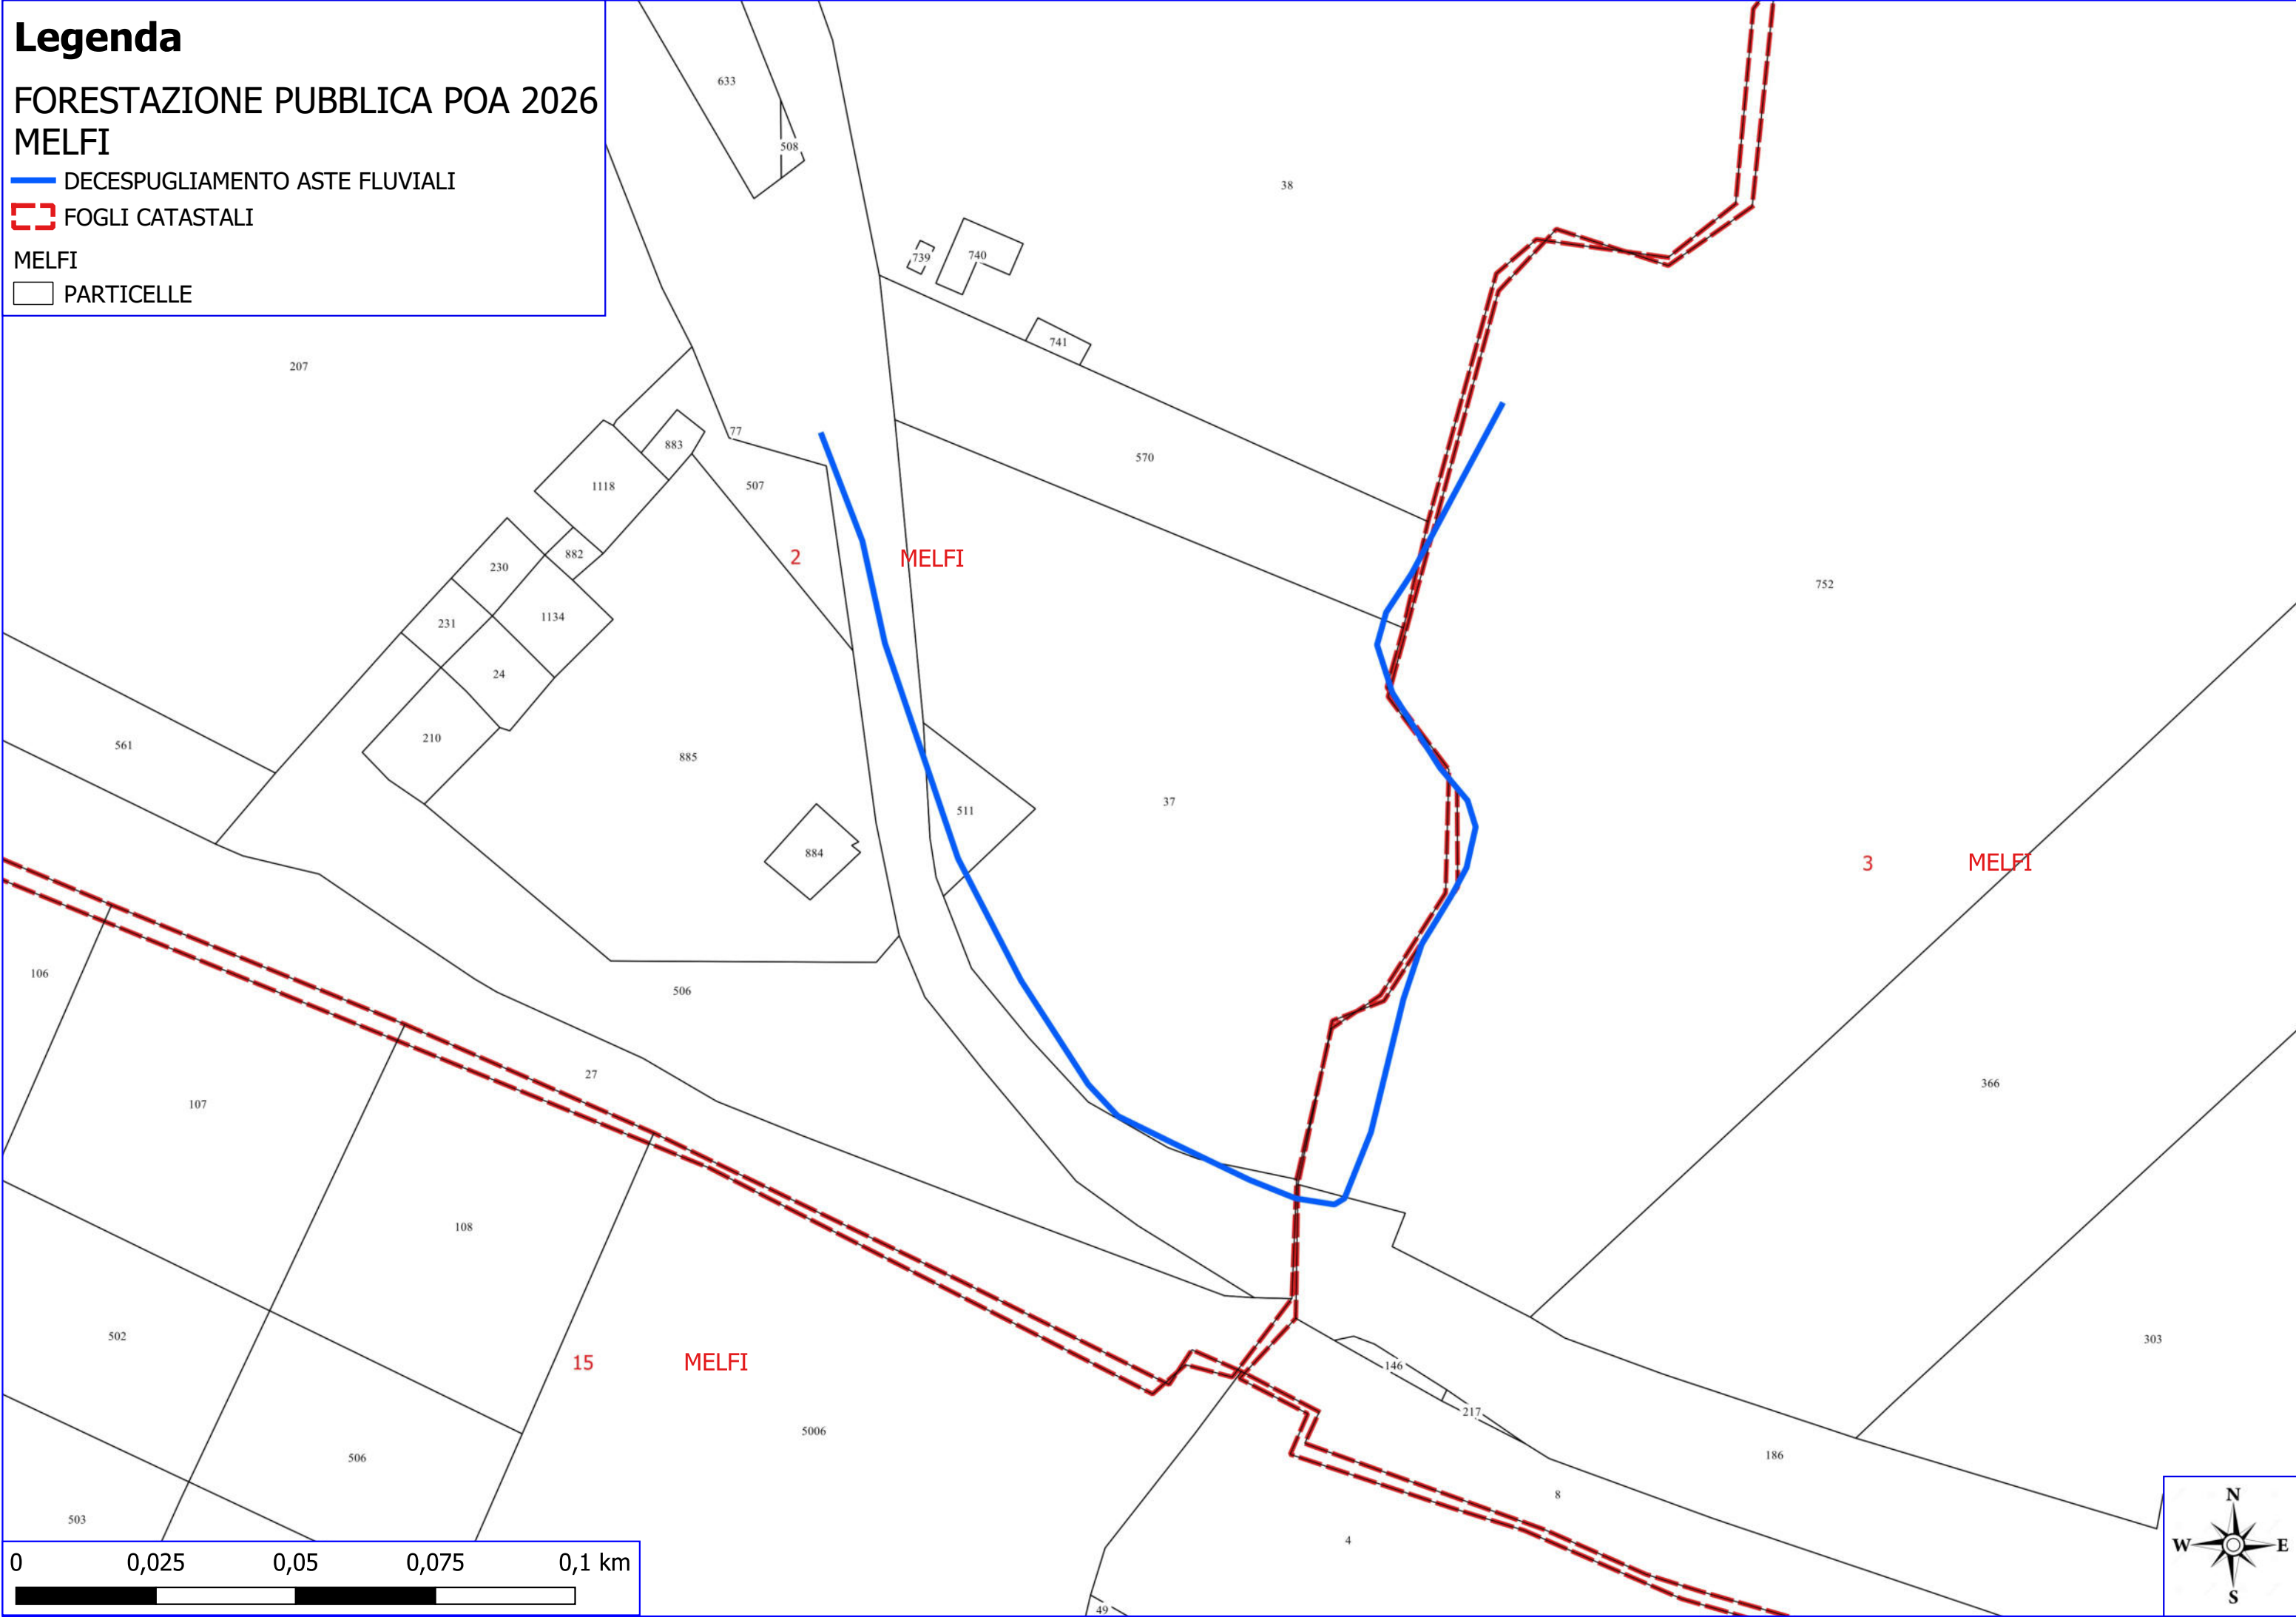 Legenda
FORESTAZIONE PUBBLICA POA 2026
MELFI
DECESPUGLIAMENTO ASTE FLUVIALI
FOGLI CATASTALI
MELFI
PARTICELLE
633
508
38
739
740
741
207
77
883
507
570
1118
2 MELFI
882
230
752
231
1134
24
210
561
885
37
511
884
3 MELFI
106
506
27
107
366
108
502
303
15 MELFI
146
217
5006
506
186
8
503
4
49
0 0,025 0,05 0,075 0,1 km
N
W E
S